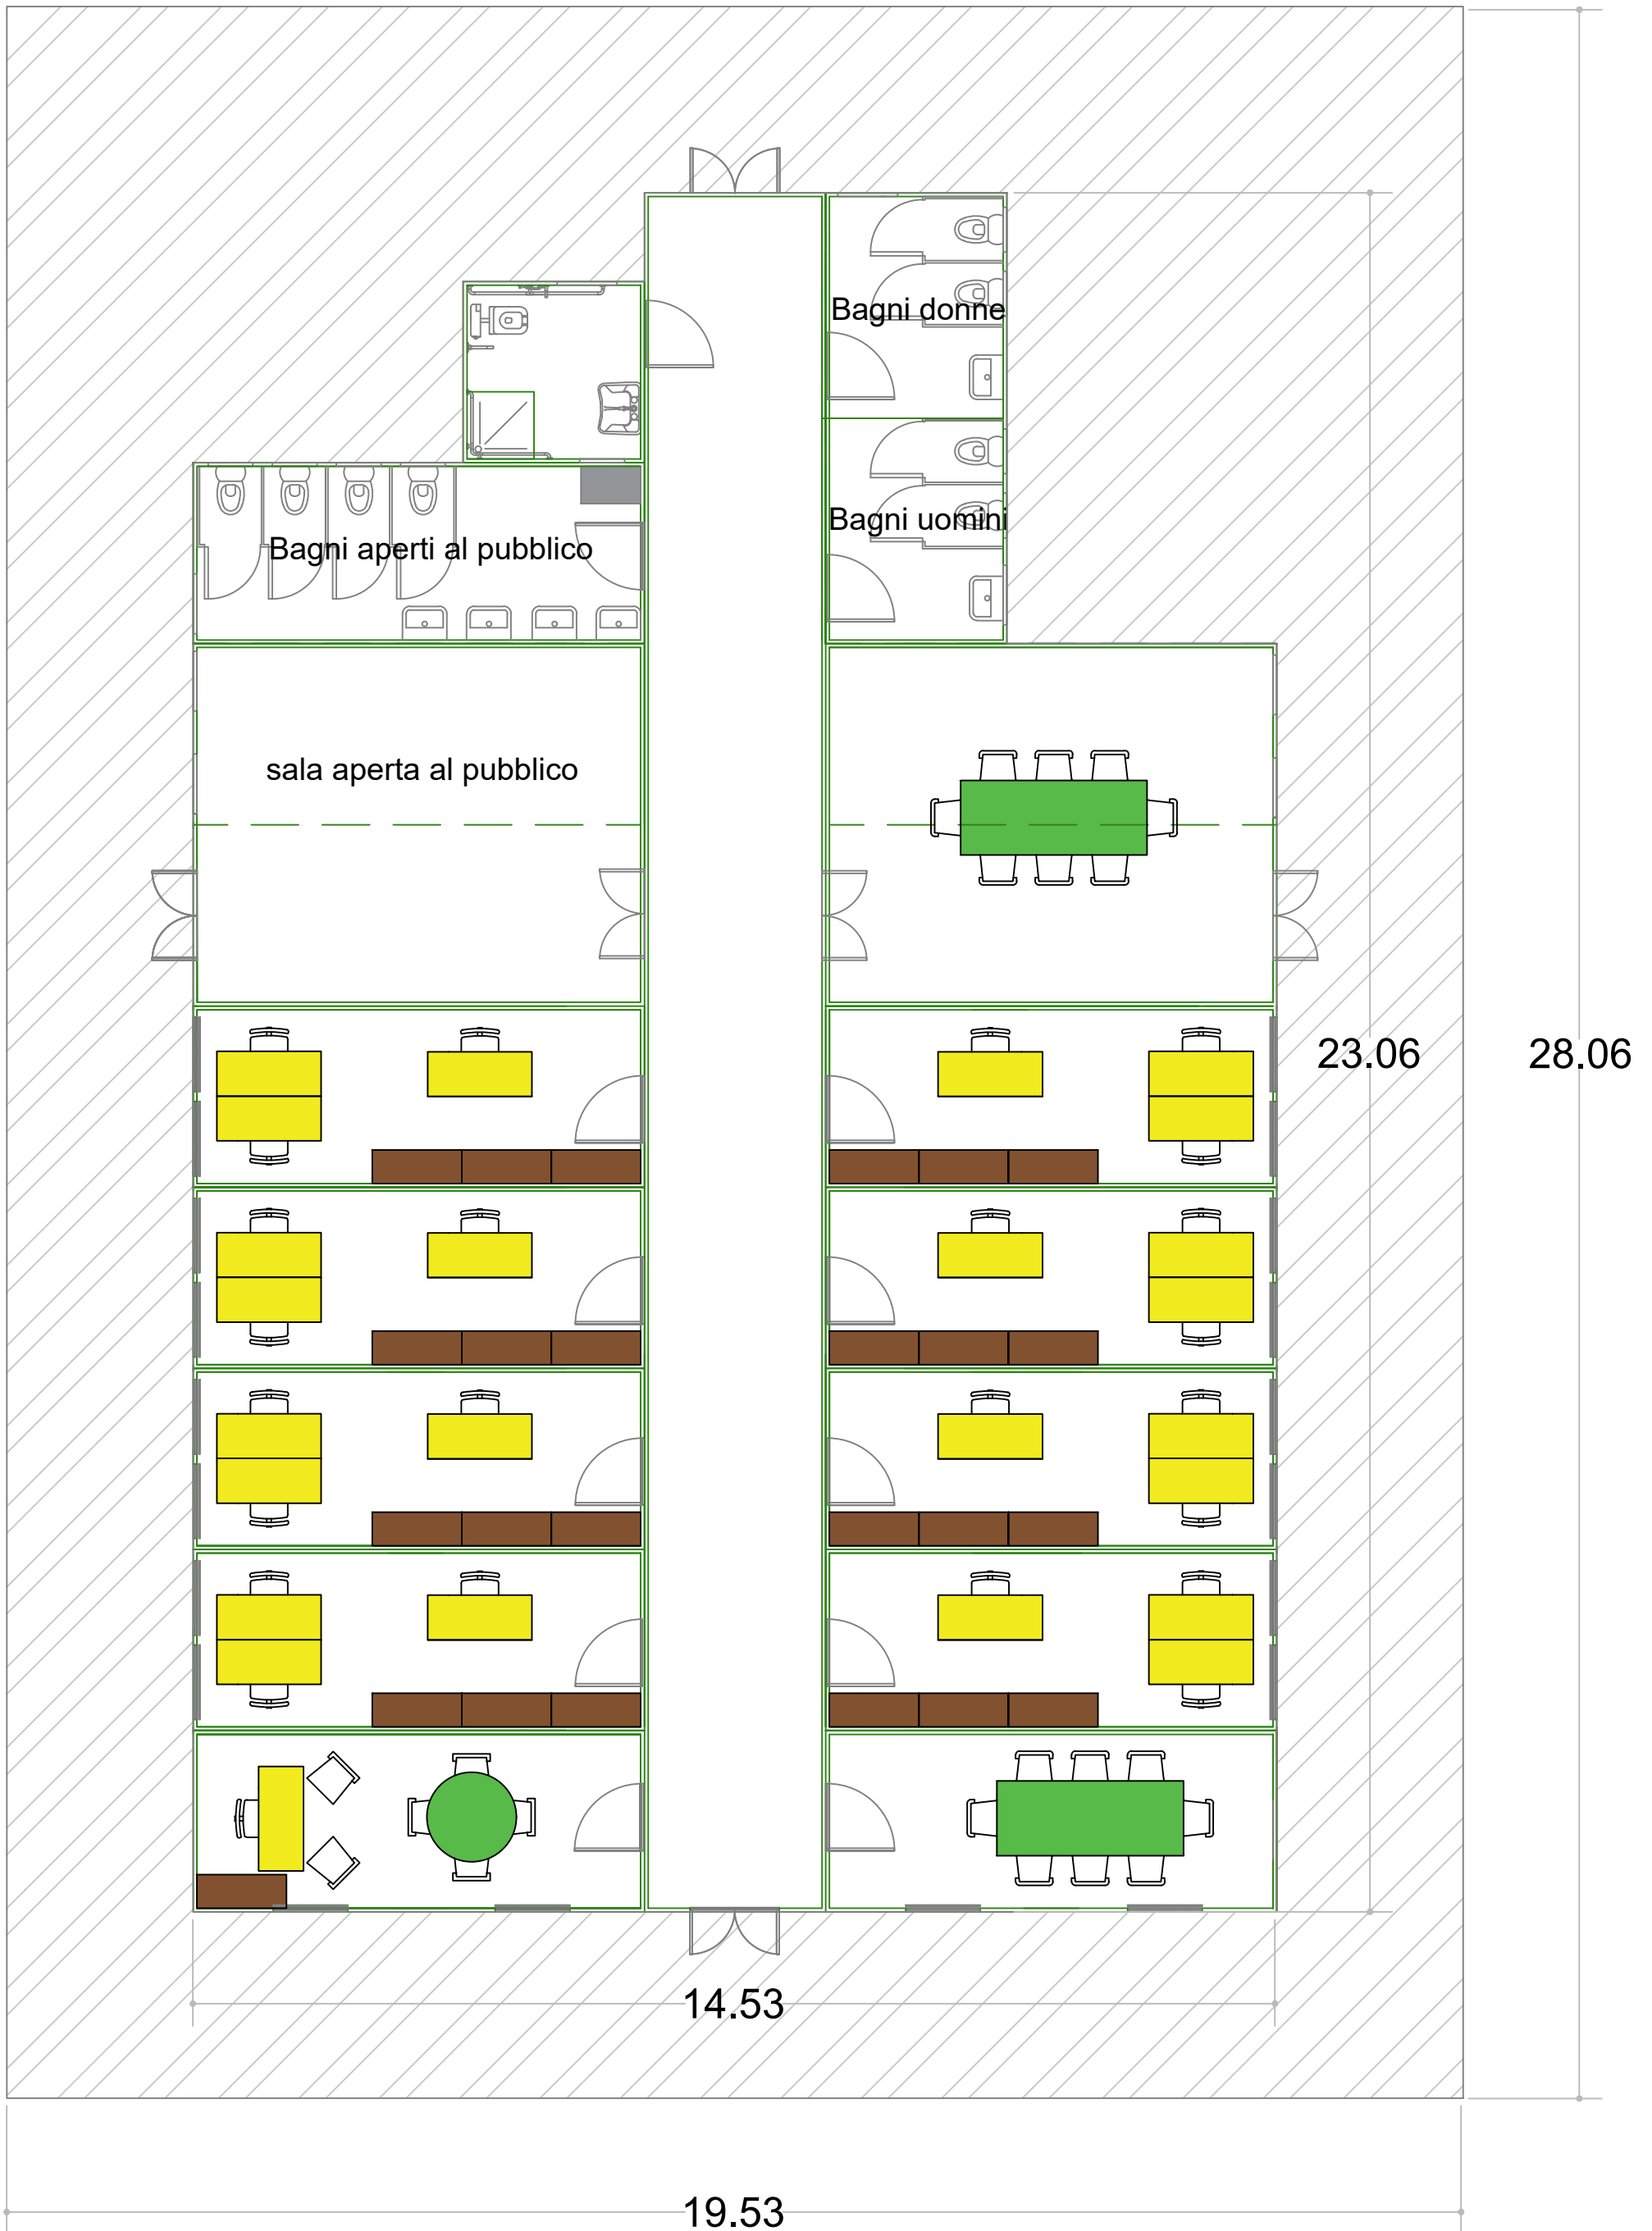 Bagni donne
Bagni uomini
Bagni aperti al pubblico
sala aperta al pubblico
23.06
28.06
14.53
19.53